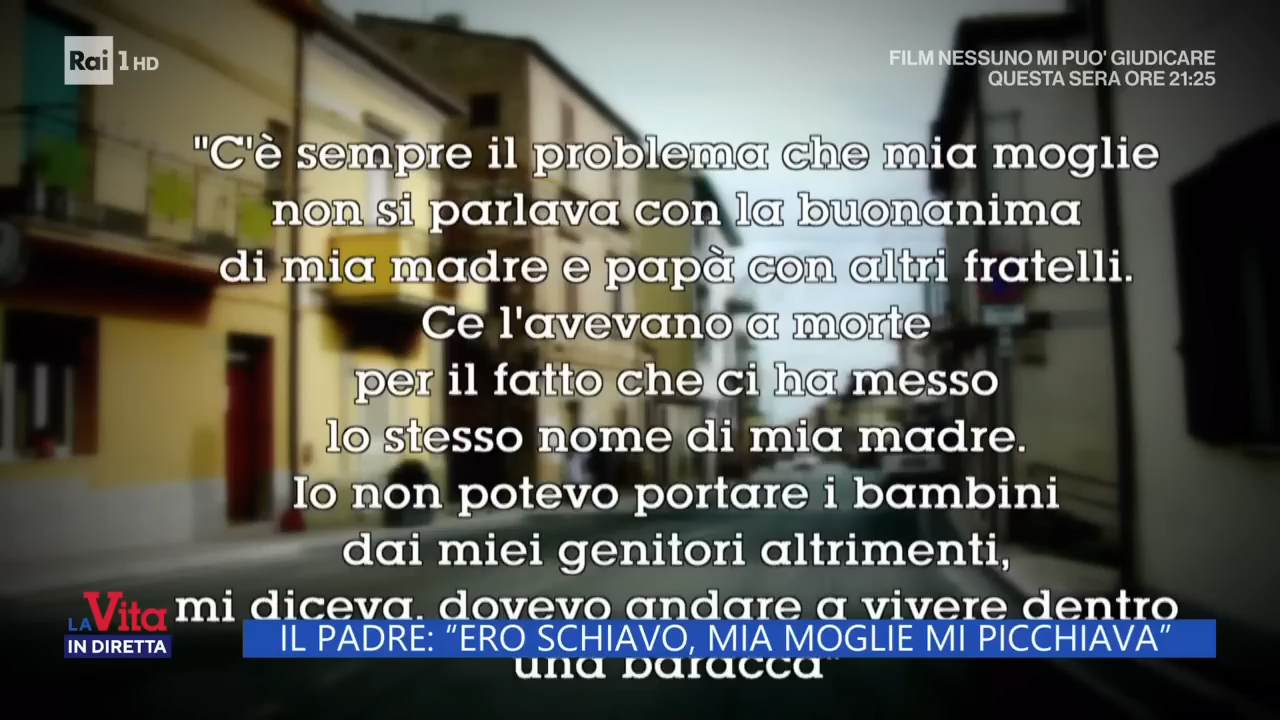 Rai 1 HD
FILM NESSUNO MI PUO' GIUDICARE
QUESTA SERA ORE 21:25
"C'è sempre il problema che mia moglie
non si parlava con la buonanima
di mia madre e papà con altri fratelli.
Ce l'avevano a morte
per il fatto che ci ha messo
lo stesso nome di mia madre.
Io non potevo portare i bambini
dai miei genitori altrimenti,
mi diceva, dovevo andare a vivere dentro
una baracca"
LA Vita
IN DIRETTA
IL PADRE: “ERO SCHIAVO, MIA MOGLIE MI PICCHIAVA”